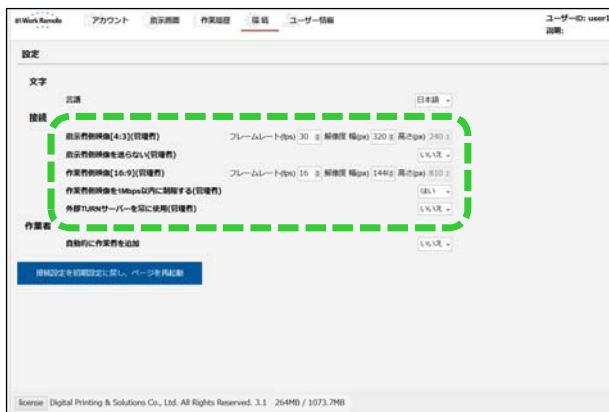 Work Remote アカウント 指示画面 作業履歴 環境 ユーザー情報 ユーザーID: user1
説明:
設定
文字
言語 日本語
接続
指示者側映像[4:3](管理者) フレームレート(fps) 30 解像度 幅(px) 320 高さ(px) 240
指示者側映像を送らない(管理者) いいえ
作業者側映像[16:9](管理者) フレームレート(fps) 16 解像度 幅(px) 1440 高さ(px) 810
作業者側映像を1Mbps以内に制限する(管理者) はい
外部TURNサーバーを常に使用(管理者) いいえ
作業者
自動的に作業者を追加 いいえ
接続設定を初期設定に戻し、ページを再起動
license Digital Printing & Solutions Co., Ltd. All Rights Reserved. 3.1 264MB / 1073.7MB